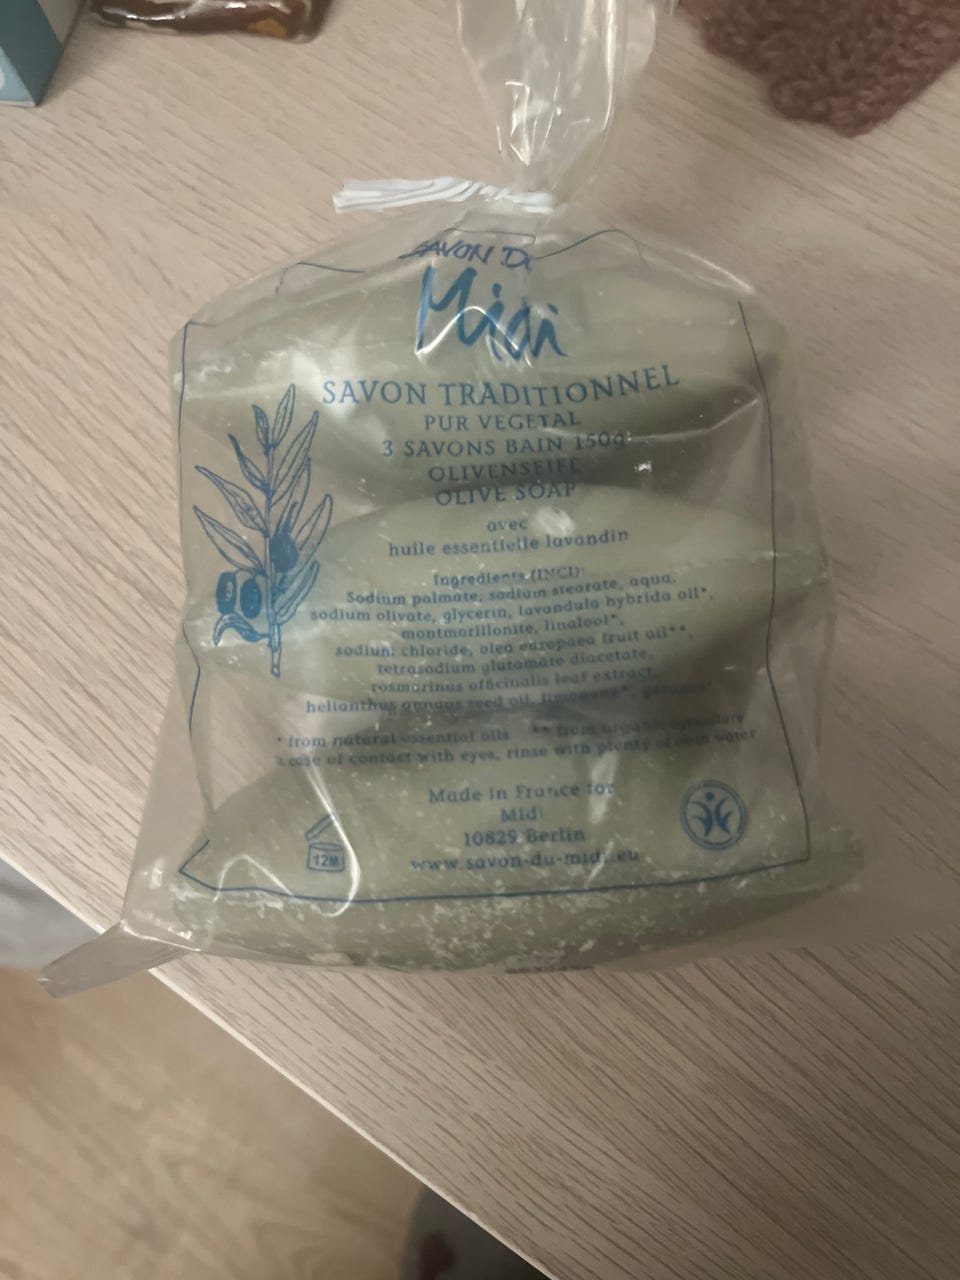 SAVON DU
Midi
SAVON TRADITIONNEL
PUR VEGETAL
3 SAVONS BAIN 150g
OLIVENSEIFE
OLIVE SOAP
avec
huile essentielle lavandin
Ingredients (INCI):
Sodium palmate, sodium stearate, aqua,
sodium olivate, glycerin, lavandula hybrida oil*,
montmorillonite, linalool*,
sodium chloride, olea europaea fruit oil**,
tetrasodium glutamate diacetate,
rosmarinus officinalis leaf extract,
helianthus annuus seed oil, limonene*, geraniol*
* from natural essential oils ** from organic agriculture
case of contact with eyes, rinse with plenty of clean water
Made in France for
Midi
10829 Berlin
www.savon-du-midi.eu
12M